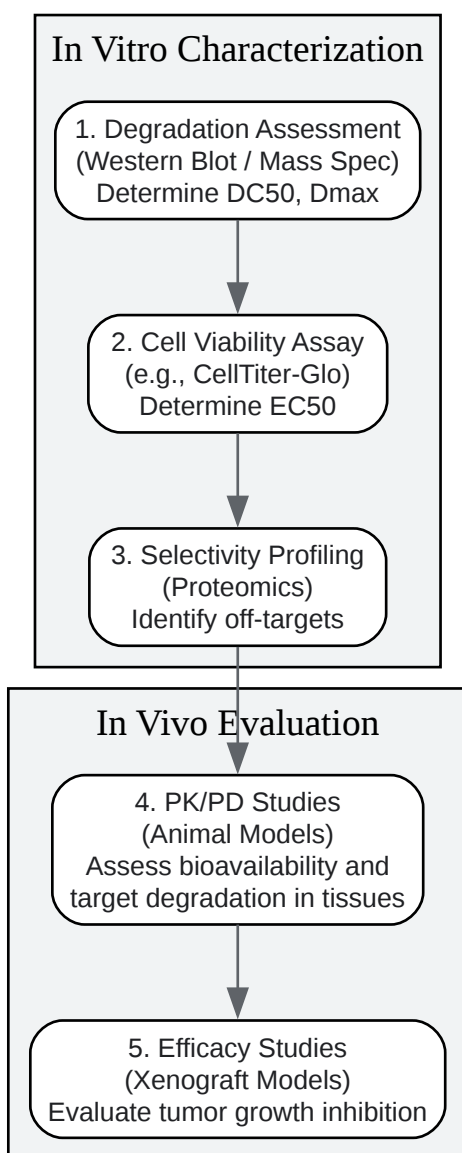 In Vitro Characterization
1. Degradation Assessment
(Western Blot / Mass Spec)
Determine DC50, Dmax
2. Cell Viability Assay
(e.g., CellTiter-Glo)
Determine EC50
3. Selectivity Profiling
(Proteomics)
Identify off-targets
In Vivo Evaluation
4. PK/PD Studies
(Animal Models)
Assess bioavailability and
target degradation in tissues
5. Efficacy Studies
(Xenograft Models)
Evaluate tumor growth inhibition